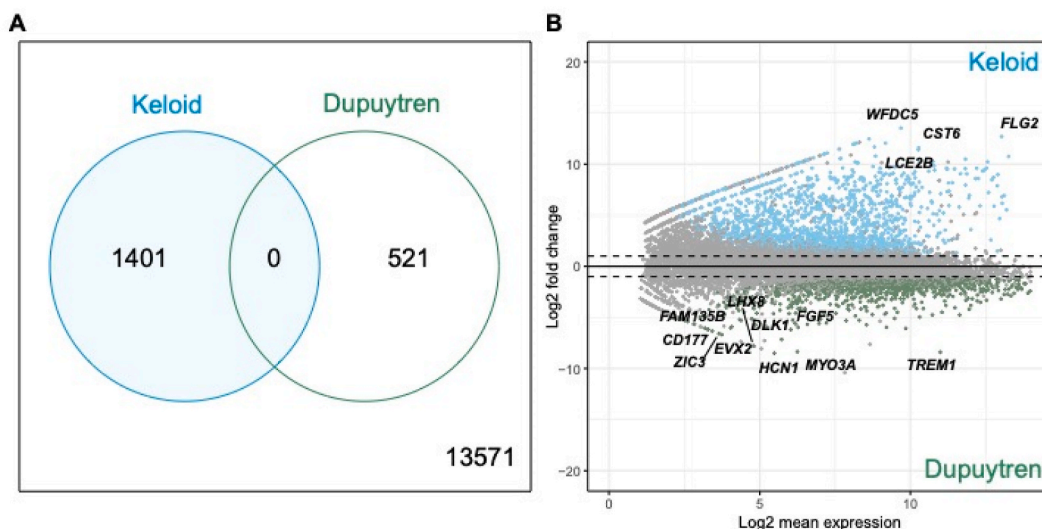 A
Keloid
Dupuytren
1401
0
521
13571
B
Keloid
20
10
0
−10
−20
Log2 fold change
WFDC5
CST6
FLG2
LCE2B
LHX8
FAM135B
DLK1
FGF5
CD177
EVX2
ZIC3
HCN1
MYO3A
TREM1
Dupuytren
0
5
10
Log2 mean expression